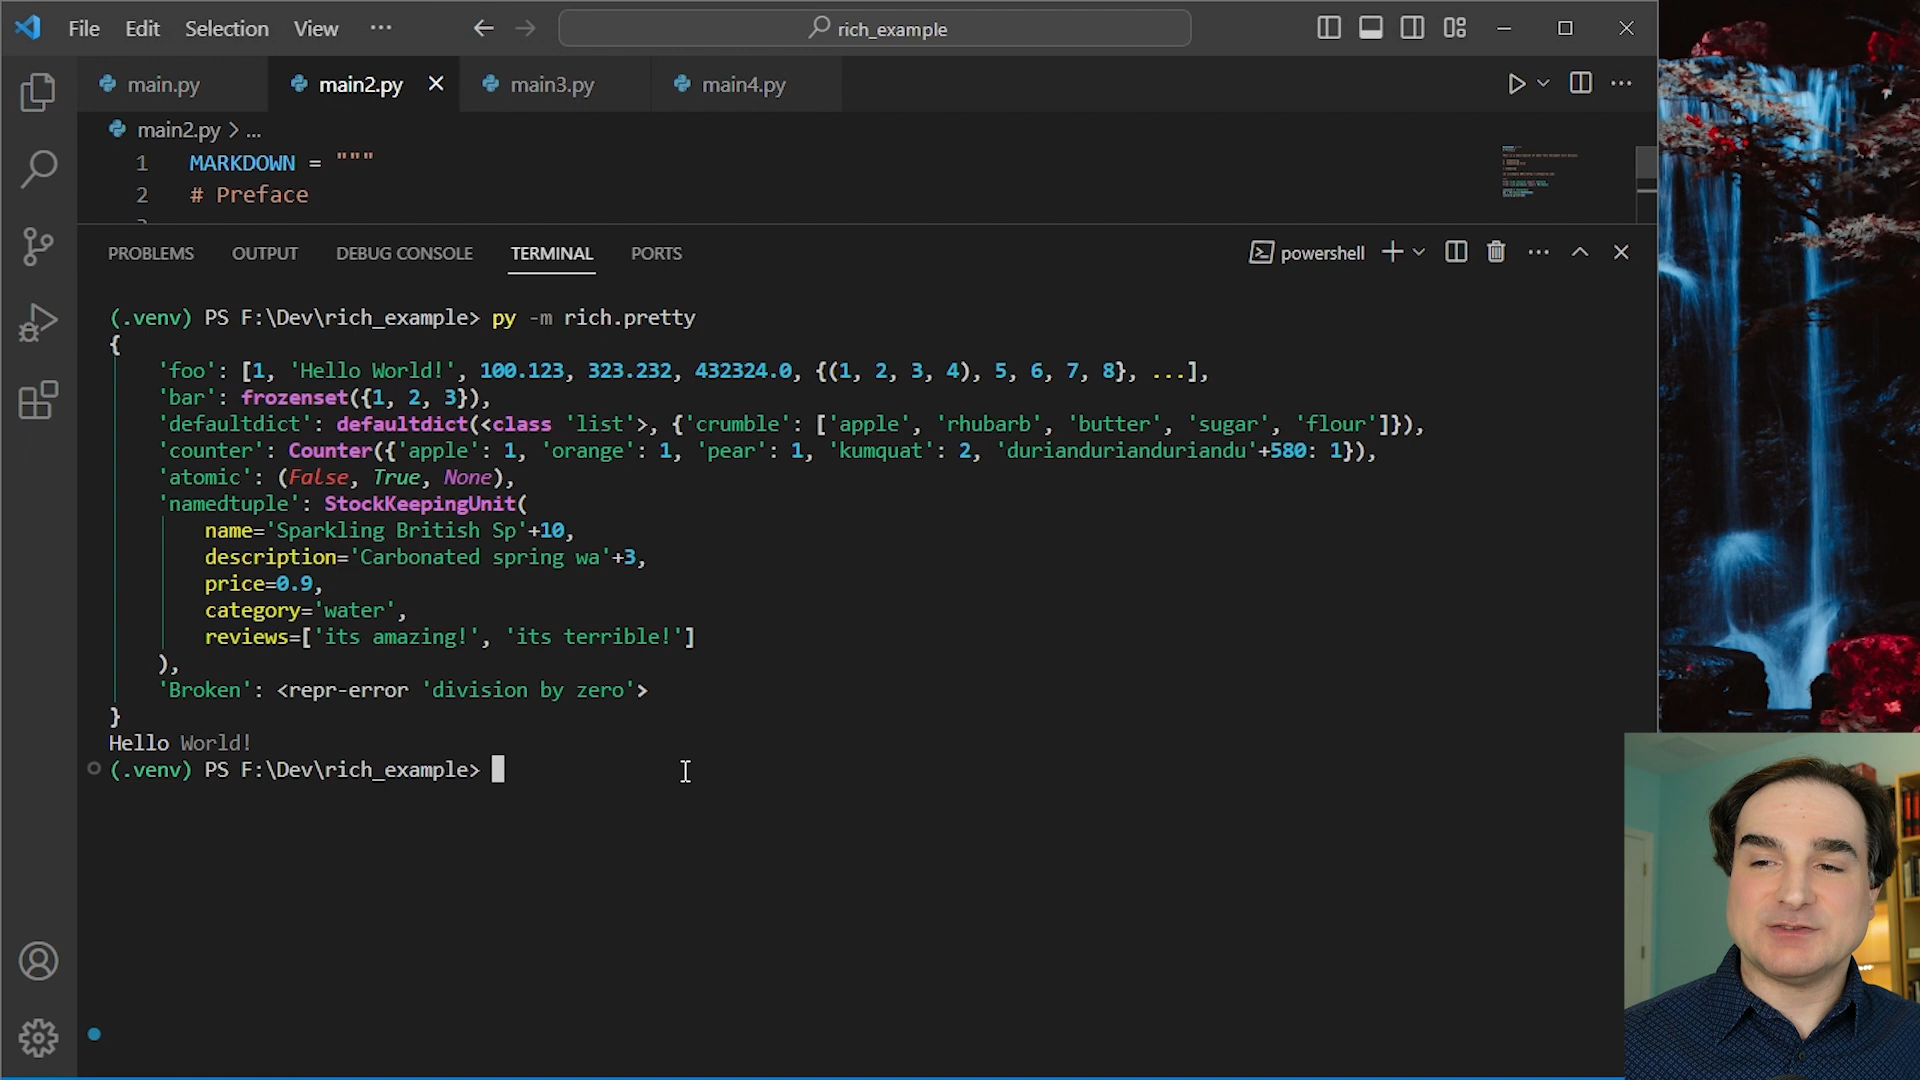 File Edit Selection View ··· rich_example
main.py main2.py main3.py main4.py
main2.py > ...
1 MARKDOWN = """
2 # Preface
PROBLEMS OUTPUT DEBUG CONSOLE TERMINAL PORTS powershell
(.venv) PS F:\Dev\rich_example> py -m rich.pretty
{
'foo': [1, 'Hello World!', 100.123, 323.232, 432324.0, {(1, 2, 3, 4), 5, 6, 7, 8}, ...],
'bar': frozenset({1, 2, 3}),
'defaultdict': defaultdict(<class 'list'>, {'crumble': ['apple', 'rhubarb', 'butter', 'sugar', 'flour']}),
'counter': Counter({'apple': 1, 'orange': 1, 'pear': 1, 'kumquat': 2, 'duriandurianduriandu'+580: 1}),
'atomic': (False, True, None),
'namedtuple': StockKeepingUnit(
name='Sparkling British Sp'+10,
description='Carbonated spring wa'+3,
price=0.9,
category='water',
reviews=['its amazing!', 'its terrible!']
),
'Broken': <repr-error 'division by zero'>
}
Hello World!
(.venv) PS F:\Dev\rich_example>